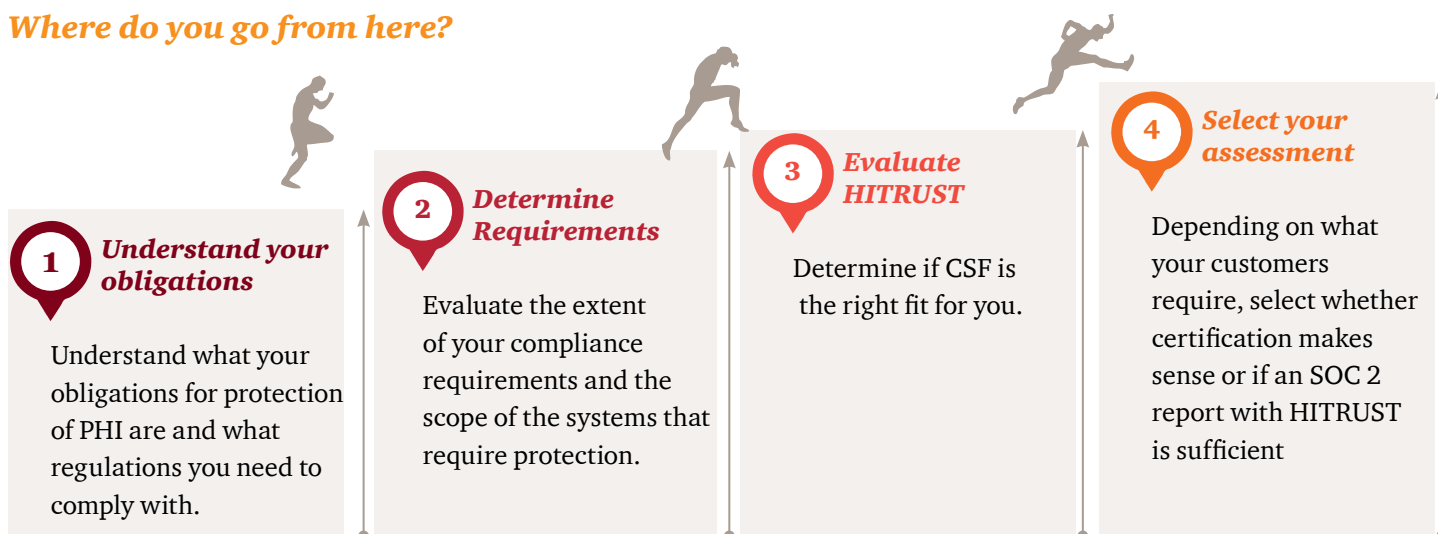 Where do you go from here?
1
Understand your
obligations
Understand what your
obligations for protection
of PHI are and what
regulations you need to
comply with.
2
Determine
Requirements
Evaluate the extent
of your compliance
requirements and the
scope of the systems that
require protection.
3
Evaluate
HITRUST
Determine if CSF is
the right fit for you.
4
Select your
assessment
Depending on what
your customers
require, select whether
certification makes
sense or if an SOC 2
report with HITRUST
is sufficient